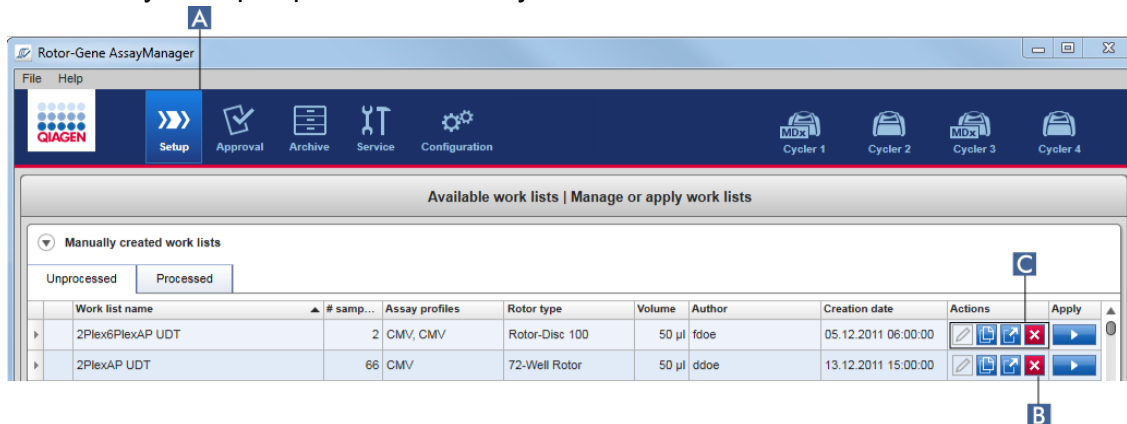 A
Rotor-Gene AssayManager
File Help
QIAGEN
Setup Approval Archive Service Configuration
MDx MDx
Cycler 1 Cycler 2 Cycler 3 Cycler 4
Available work lists | Manage or apply work lists
Manually created work lists
C
Unprocessed Processed
Work list name # samp... Assay profiles Rotor type Volume Author Creation date Actions Apply
2Plex6PlexAP UDT 2 CMV, CMV Rotor-Disc 100 50 µl fdoe 05.12.2011 06:00:00
2PlexAP UDT 66 CMV 72-Well Rotor 50 µl ddoe 13.12.2011 15:00:00
B